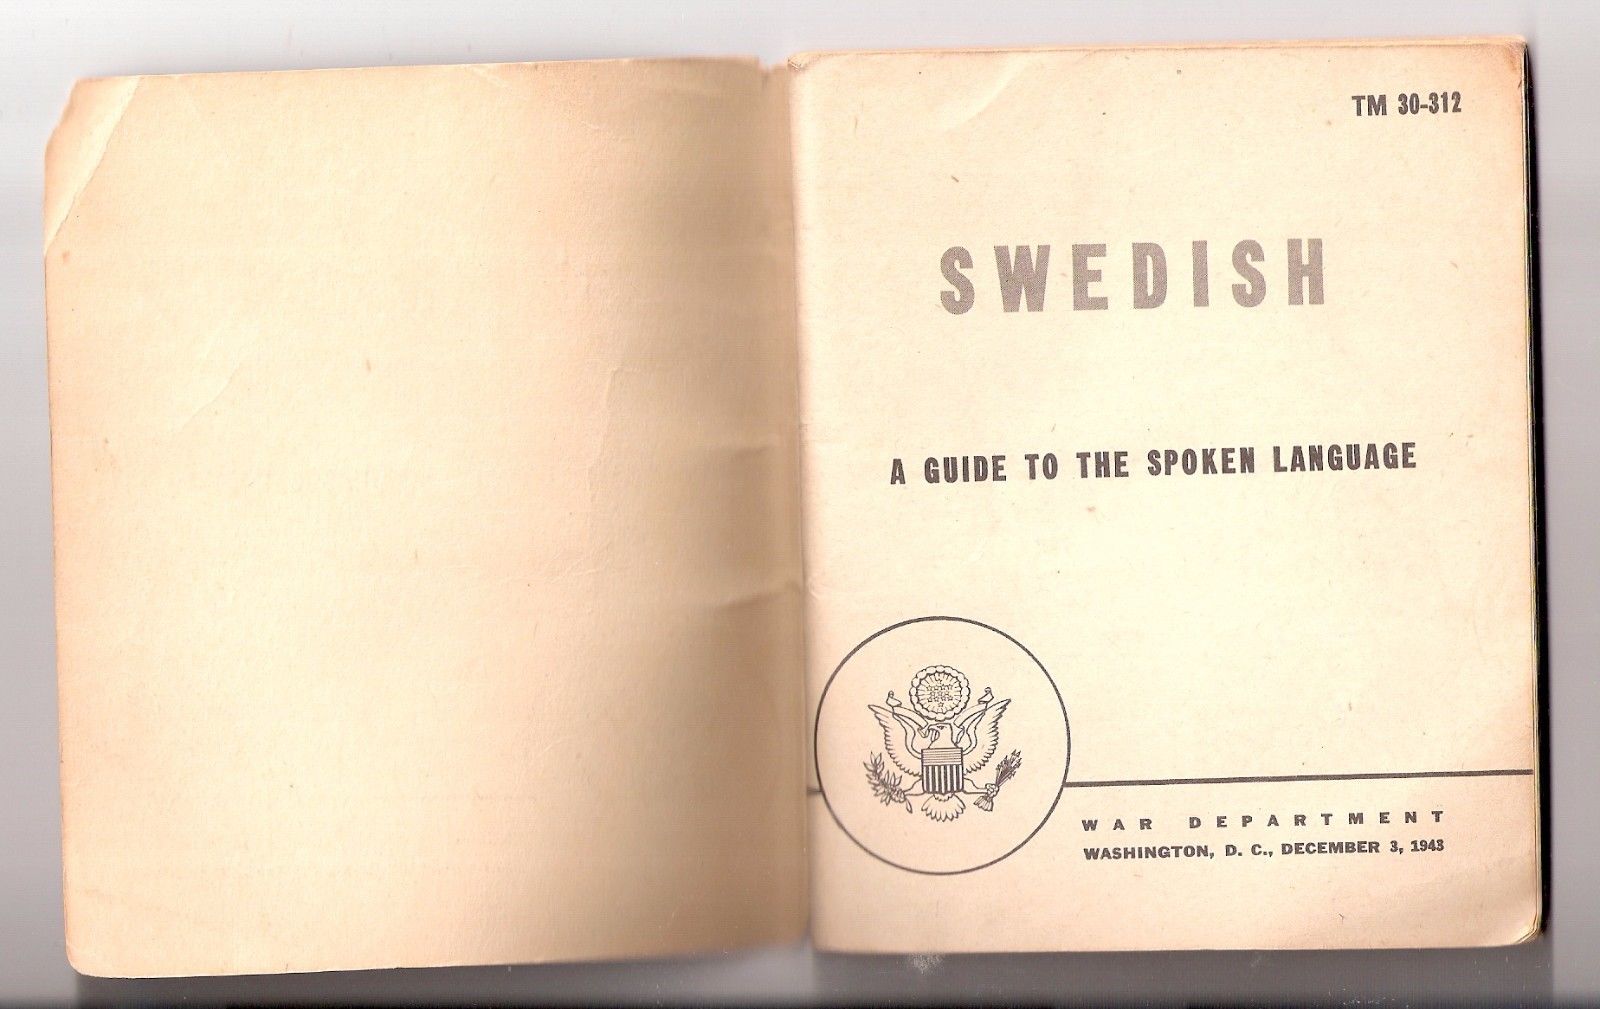 TM 30-312
SWEDISH
A GUIDE TO THE SPOKEN LANGUAGE
WAR DEPARTMENT
WASHINGTON, D. C., DECEMBER 3, 1943